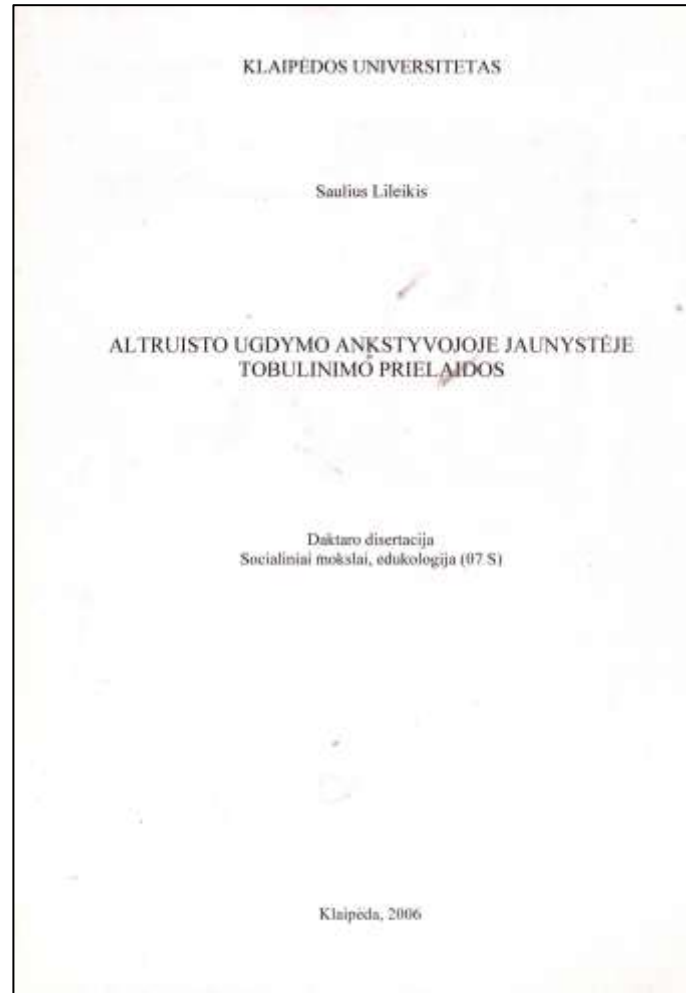 KLAIPĖDOS UNIVERSITETAS
Saulius Lileikis
ALTRUISTO UGDYMO ANKSTYVOJOJE JAUNYSTĖJE
TOBULINIMO PRIELAIDOS
Daktaro disertacija
Socialiniai mokslai, edukologija (07 S)
Klaipėda, 2006